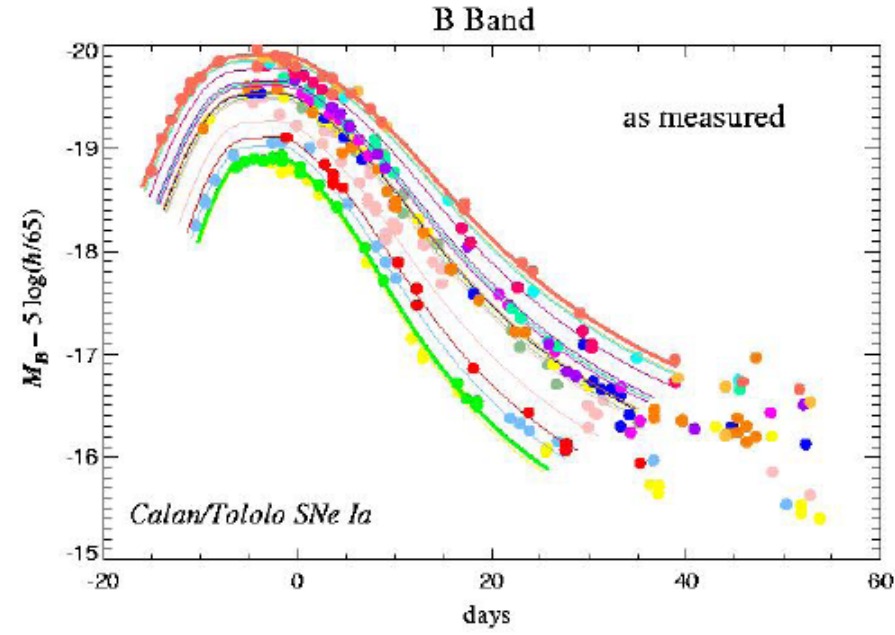 B Band
-20
as measured
-19
-18
M_B – 5 log(h/65)
-17
-16
Calan/Tololo SNe Ia
-15
-20 0 20 40 60
days